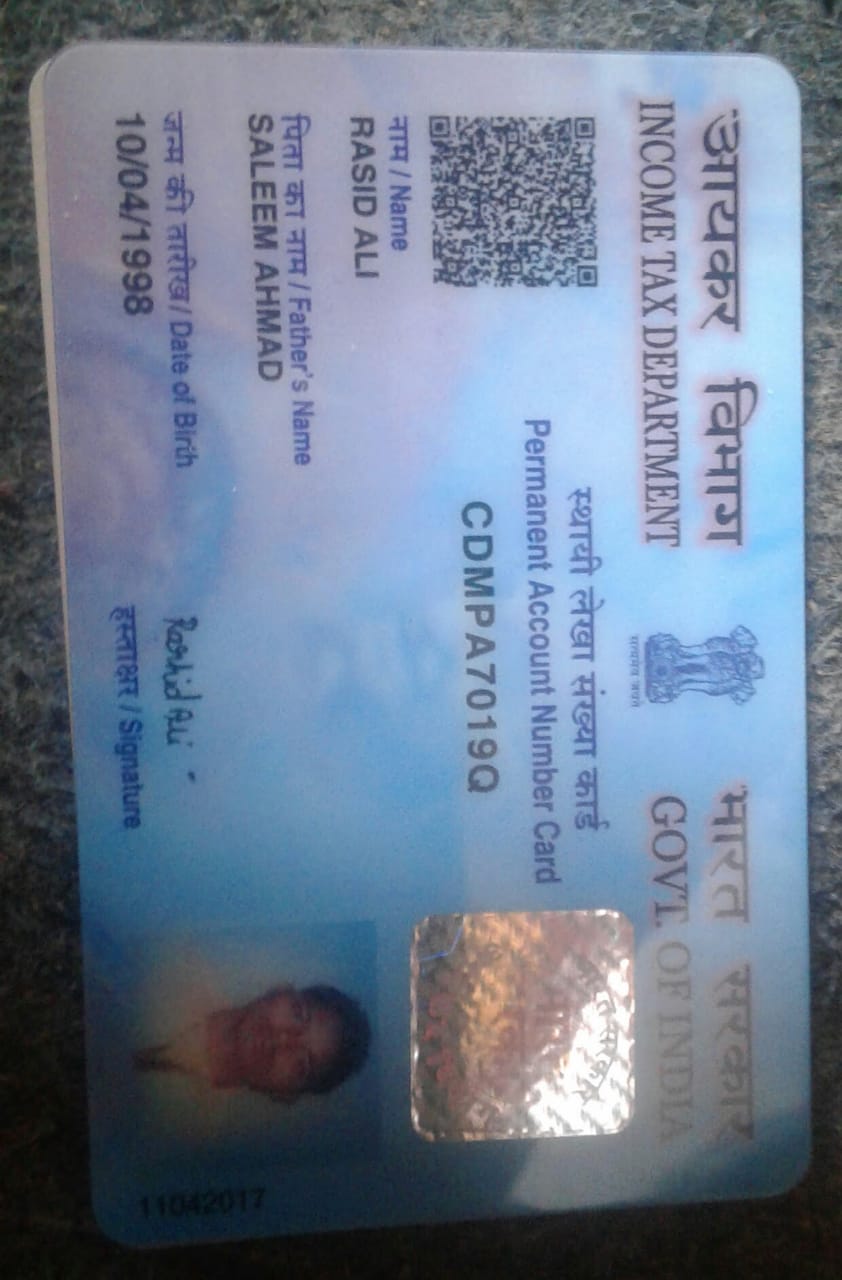 आयकर विभाग
INCOME TAX DEPARTMENT
सत्यमेव जयते
भारत सरकार
GOVT. OF INDIA
स्थायी लेखा संख्या कार्ड
Permanent Account Number Card
CDMPA7019Q
नाम / Name
RASID ALI
पिता का नाम / Father's Name
SALEEM AHMAD
जन्म की तारीख / Date of Birth
10/04/1998
Rashid Ali
हस्ताक्षर / Signature
11042017